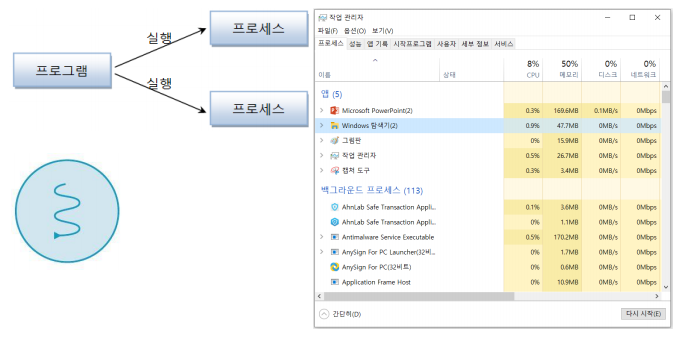 프로그램
실행
실행
프로세스
프로세스
작업 관리자
파일(F) 옵션(O) 보기(V)
프로세스 성능 앱 기록 시작프로그램 사용자 세부 정보 서비스
8% 50% 0% 0%
이름 상태 CPU 메모리 디스크 네트워크
앱 (5)
Microsoft PowerPoint(2) 0.3% 169.6MB 0.1MB/s 0Mbps
Windows 탐색기(2) 0.9% 47.7MB 0MB/s 0Mbps
그림판 0% 15.9MB 0MB/s 0Mbps
작업 관리자 0.5% 26.7MB 0MB/s 0Mbps
캡처 도구 0.3% 3.4MB 0MB/s 0Mbps
백그라운드 프로세스 (113)
AhnLab Safe Transaction Appli... 0.1% 3.6MB 0MB/s 0Mbps
AhnLab Safe Transaction Appli... 0% 1.1MB 0MB/s 0Mbps
Antimalware Service Executable 0.5% 170.2MB 0MB/s 0Mbps
AnySign For PC Launcher(32비... 0% 1.7MB 0MB/s 0Mbps
AnySign For PC(32비트) 0% 0.6MB 0MB/s 0Mbps
Application Frame Host 0% 10.9MB 0MB/s 0Mbps
간단히(D) 다시 시작(E)